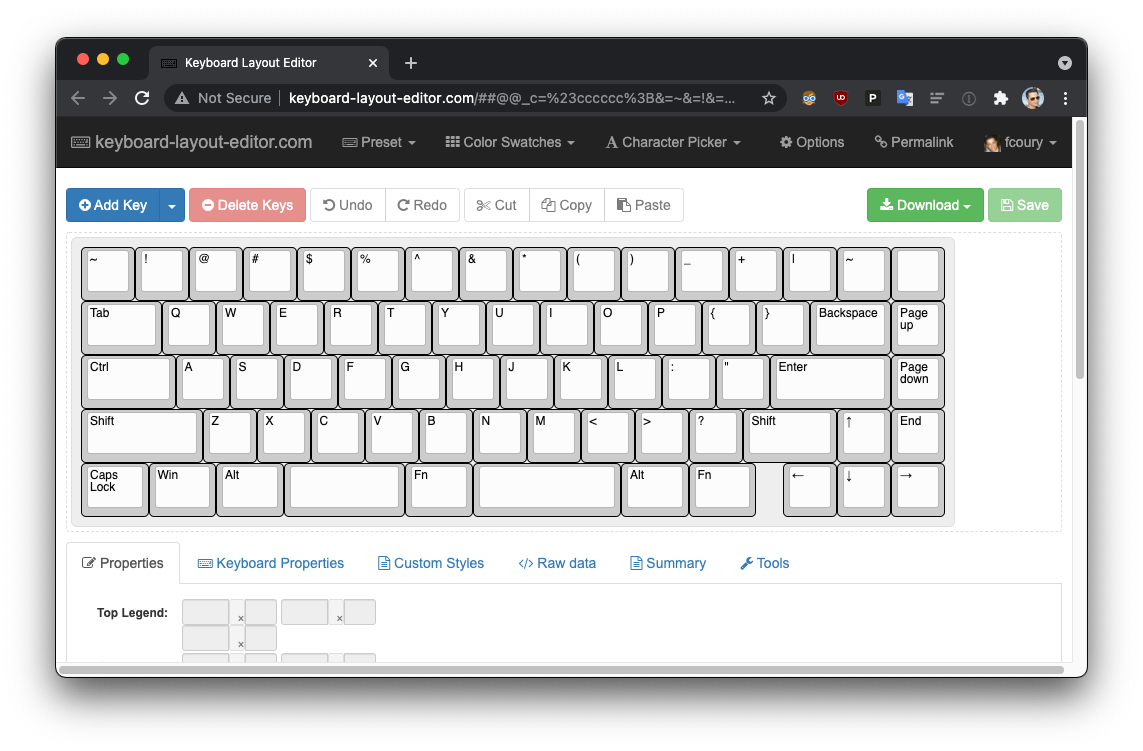 Keyboard Layout Editor
Not Secure keyboard-layout-editor.com/##@@_c=%23cccccc%3B&=~&=!&=...
keyboard-layout-editor.com Preset Color Swatches Character Picker Options Permalink fcoury
Add Key Delete Keys Undo Redo Cut Copy Paste Download Save
~ ! @ # $ % ^ & * ( ) _ + | ~
Tab Q W E R T Y U I O P { } Backspace Page up
Ctrl A S D F G H J K L : " Enter Page down
Shift Z X C V B N M < > ? Shift ↑ End
Caps Lock Win Alt Fn Alt Fn ← ↓ →
Properties Keyboard Properties Custom Styles Raw data Summary Tools
Top Legend: